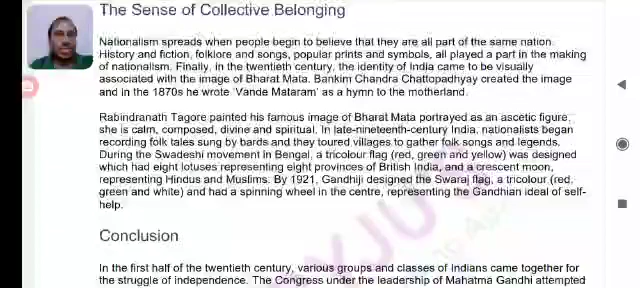 The Sense of Collective Belonging
Nationalism spreads when people begin to believe that they are all part of the same nation.
History and fiction, folklore and songs, popular prints and symbols, all played a part in the making
of nationalism. Finally, in the twentieth century, the identity of India came to be visually
associated with the image of Bharat Mata. Bankim Chandra Chattopadhyay created the image
and in the 1870s he wrote 'Vande Mataram' as a hymn to the motherland.
Rabindranath Tagore painted his famous image of Bharat Mata portrayed as an ascetic figure;
she is calm, composed, divine and spiritual. In late-nineteenth-century India, nationalists began
recording folk tales sung by bards and they toured villages to gather folk songs and legends.
During the Swadeshi movement in Bengal, a tricolour flag (red, green and yellow) was designed
which had eight lotuses representing eight provinces of British India, and a crescent moon,
representing Hindus and Muslims. By 1921, Gandhiji designed the Swaraj flag, a tricolour (red,
green and white) and had a spinning wheel in the centre, representing the Gandhian ideal of self-
help.
Conclusion
In the first half of the twentieth century, various groups and classes of Indians came together for
the struggle of independence. The Congress under the leadership of Mahatma Gandhi attempted